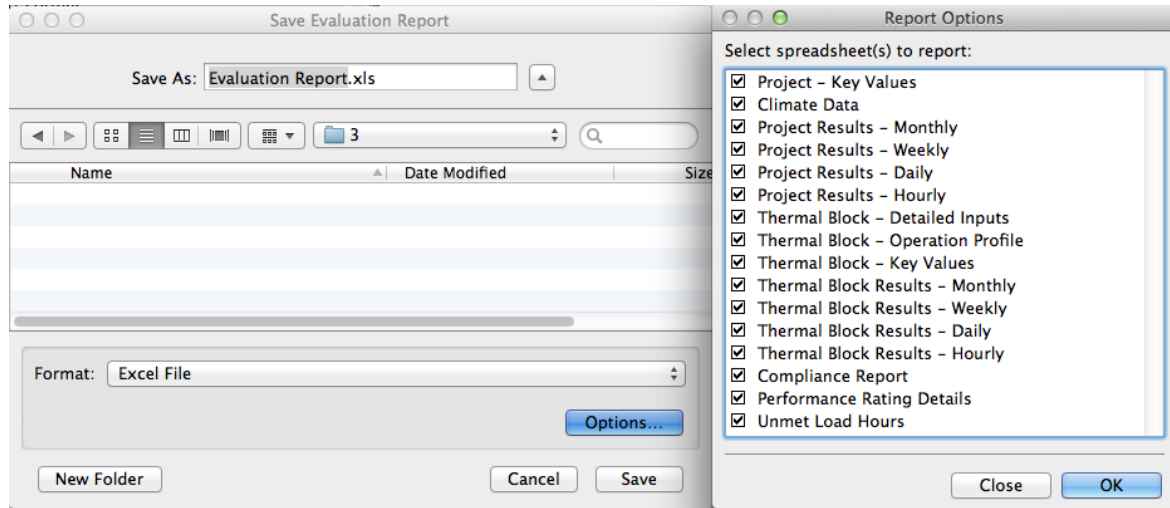 Save Evaluation Report
Save As: Evaluation Report.xls
3
Name Date Modified Size
Format: Excel File
Options...
New Folder Cancel Save
Report Options
Select spreadsheet(s) to report:
Project – Key Values
Climate Data
Project Results – Monthly
Project Results – Weekly
Project Results – Daily
Project Results – Hourly
Thermal Block – Detailed Inputs
Thermal Block – Operation Profile
Thermal Block – Key Values
Thermal Block Results – Monthly
Thermal Block Results – Weekly
Thermal Block Results – Daily
Thermal Block Results – Hourly
Compliance Report
Performance Rating Details
Unmet Load Hours
Close OK